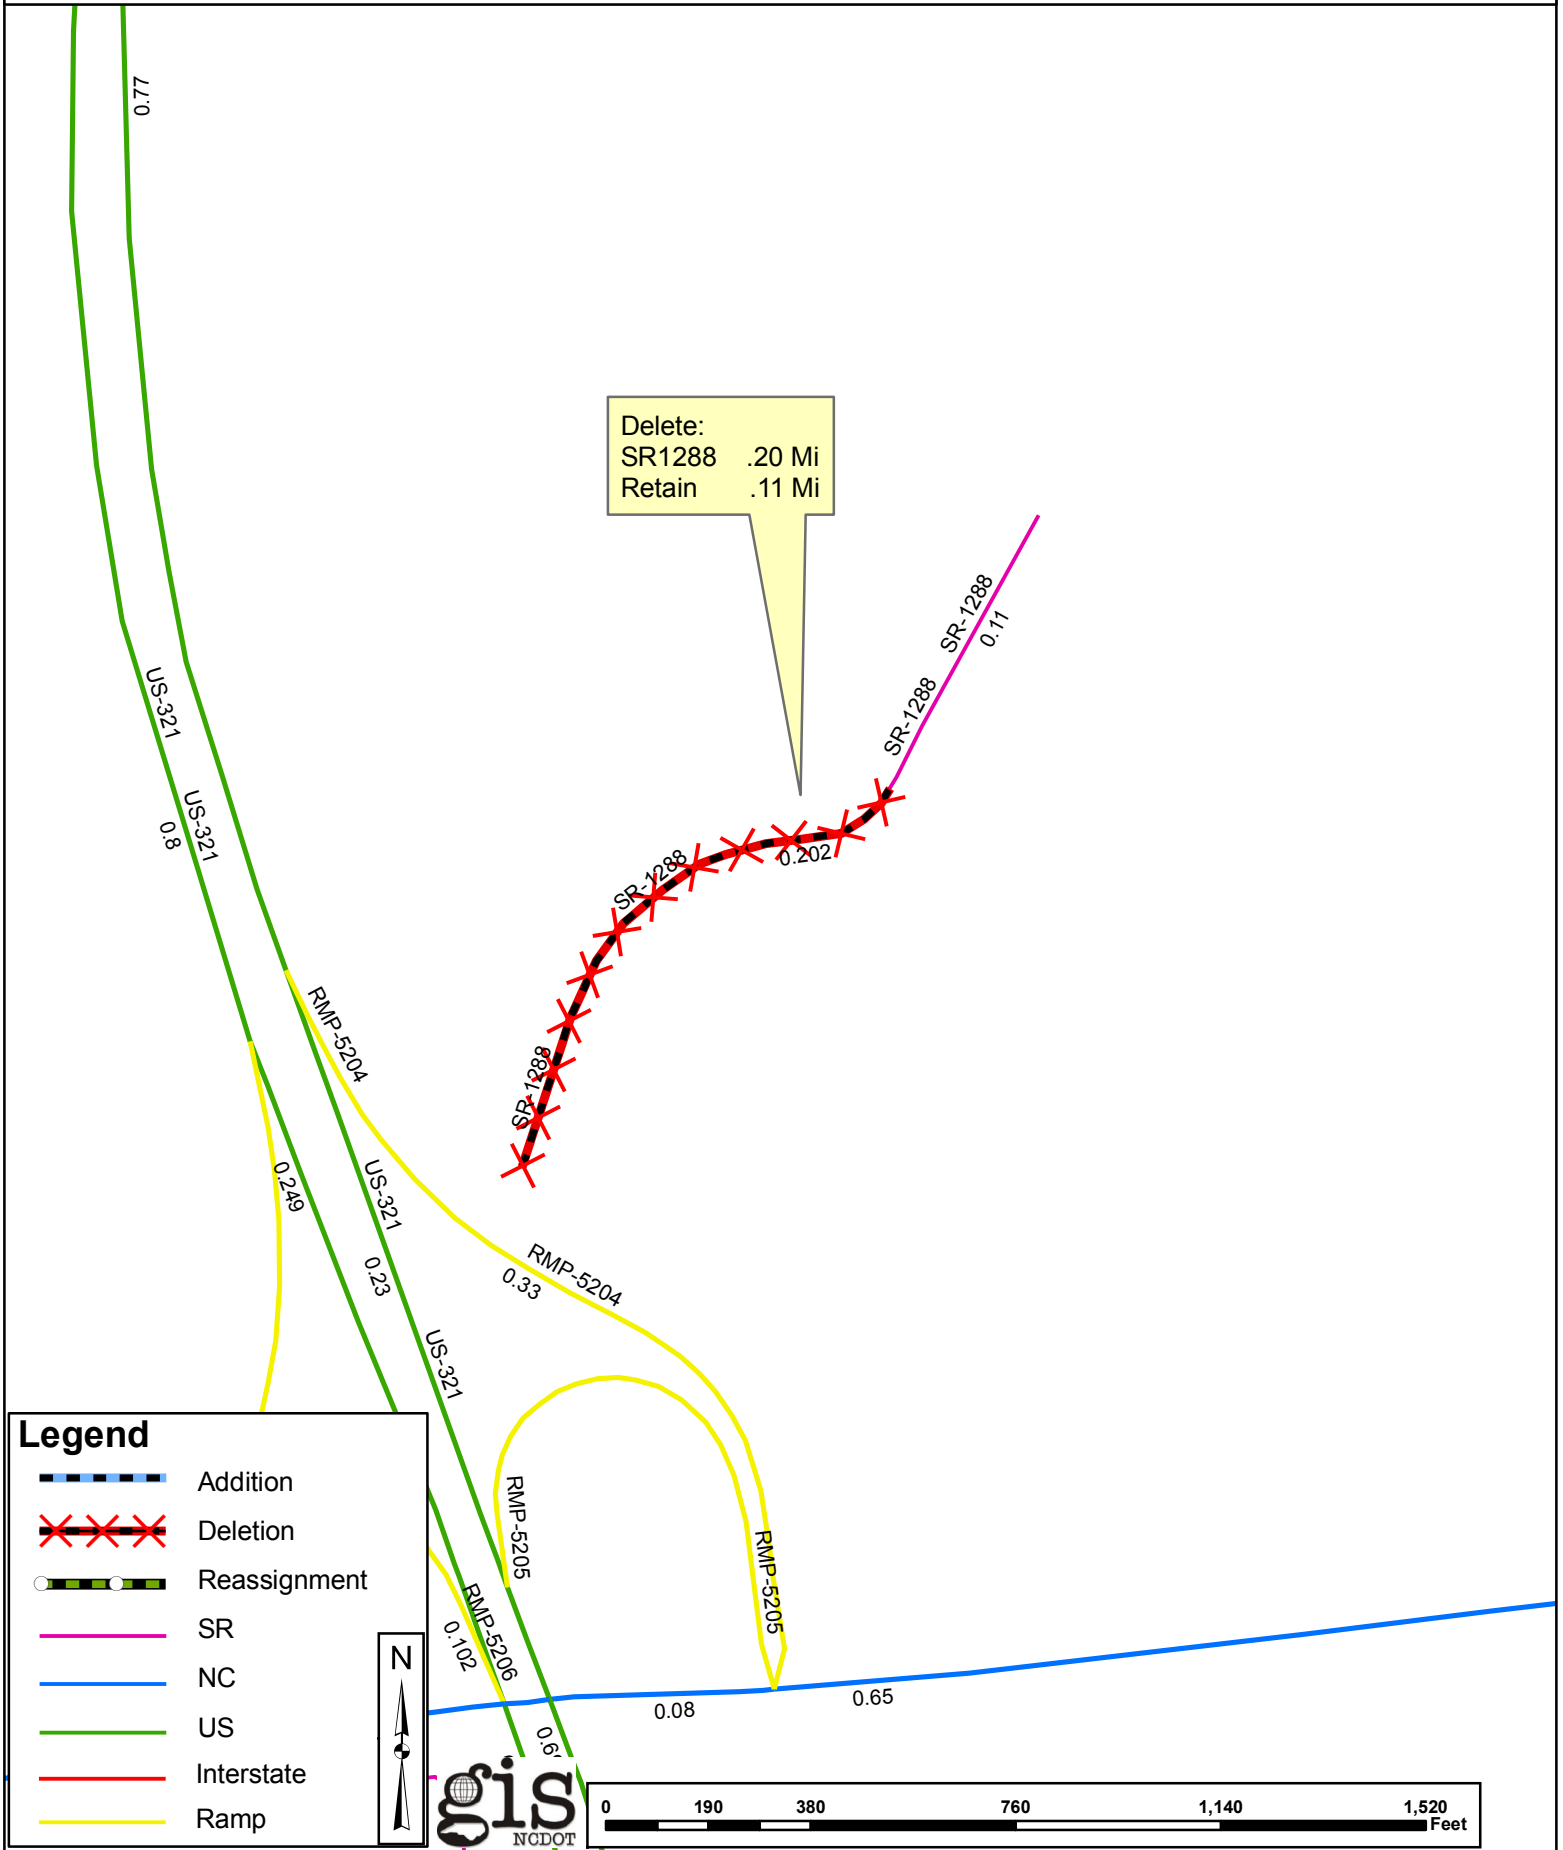 0.77
Delete:
SR1288 .20 Mi
Retain .11 Mi
SR-1288
0.11
SR-1288
US-321
US-321
0.8
0.202
SR-1288
RMP-5204
SR-1288
US-321
0.249
0.23
RMP-5204
0.33
US-321
RMP-5205
RMP-5205
RMP-5206
0.102
0.08
0.65
Legend
Addition
Deletion
Reassignment
SR
NC
US
Interstate
Ramp
N
gis
NCDOT
0 190 380 760 1,140 1,520
Feet